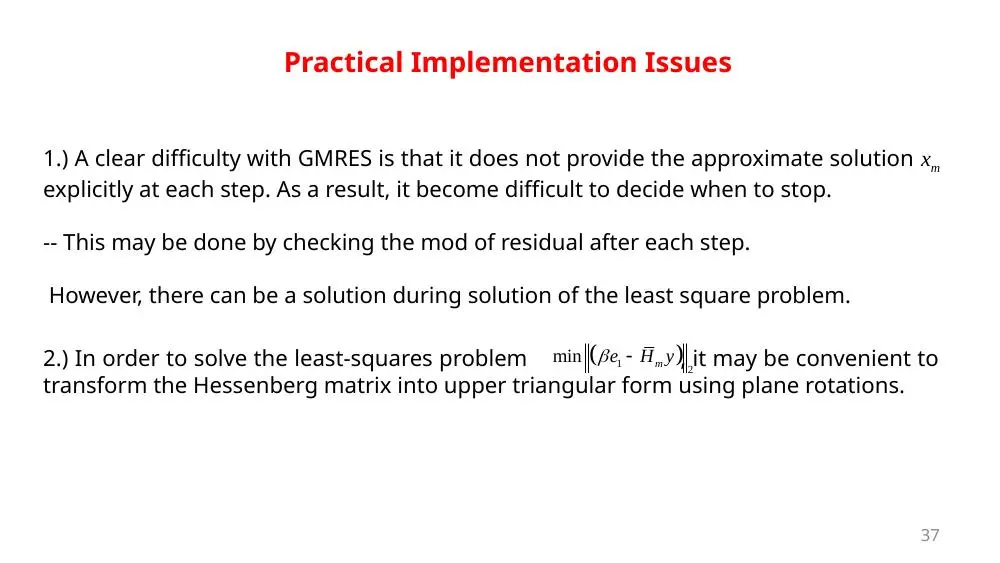 Practical Implementation Issues
1.) A clear difficulty with GMRES is that it does not provide the approximate solution xₘ
explicitly at each step. As a result, it become difficult to decide when to stop.
-- This may be done by checking the mod of residual after each step.
However, there can be a solution during solution of the least square problem.
2.) In order to solve the least-squares problem min‖(βe₁ - H̅ₘy)‖₂, it may be convenient to
transform the Hessenberg matrix into upper triangular form using plane rotations.
37